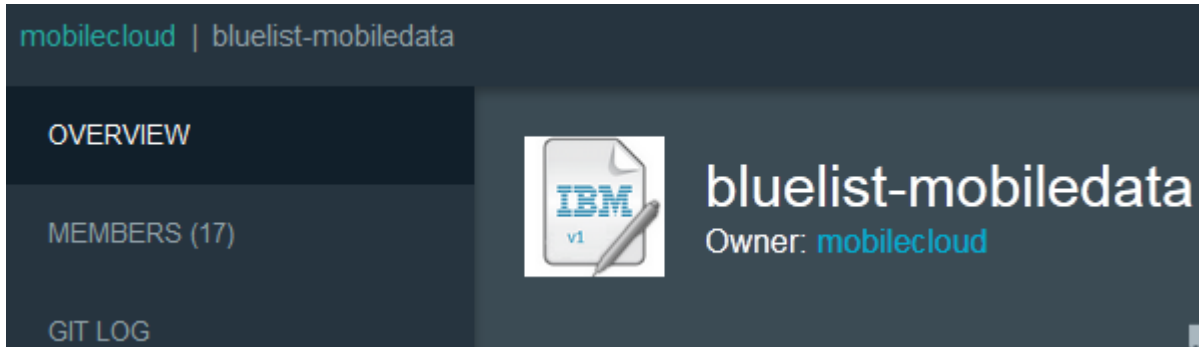 mobilecloud | bluelist-mobiledata
OVERVIEW
MEMBERS (17)
GIT LOG
IBM
v1
bluelist-mobiledata
Owner: mobilecloud